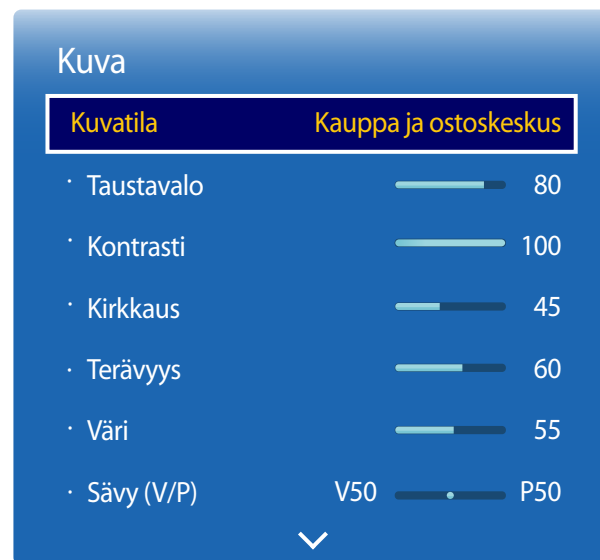 Kuva
Kuvatila Kauppa ja ostoskeskus
· Taustavalo 80
· Kontrasti 100
· Kirkkaus 45
· Terävyys 60
· Väri 55
· Sävy (V/P) V50 P50